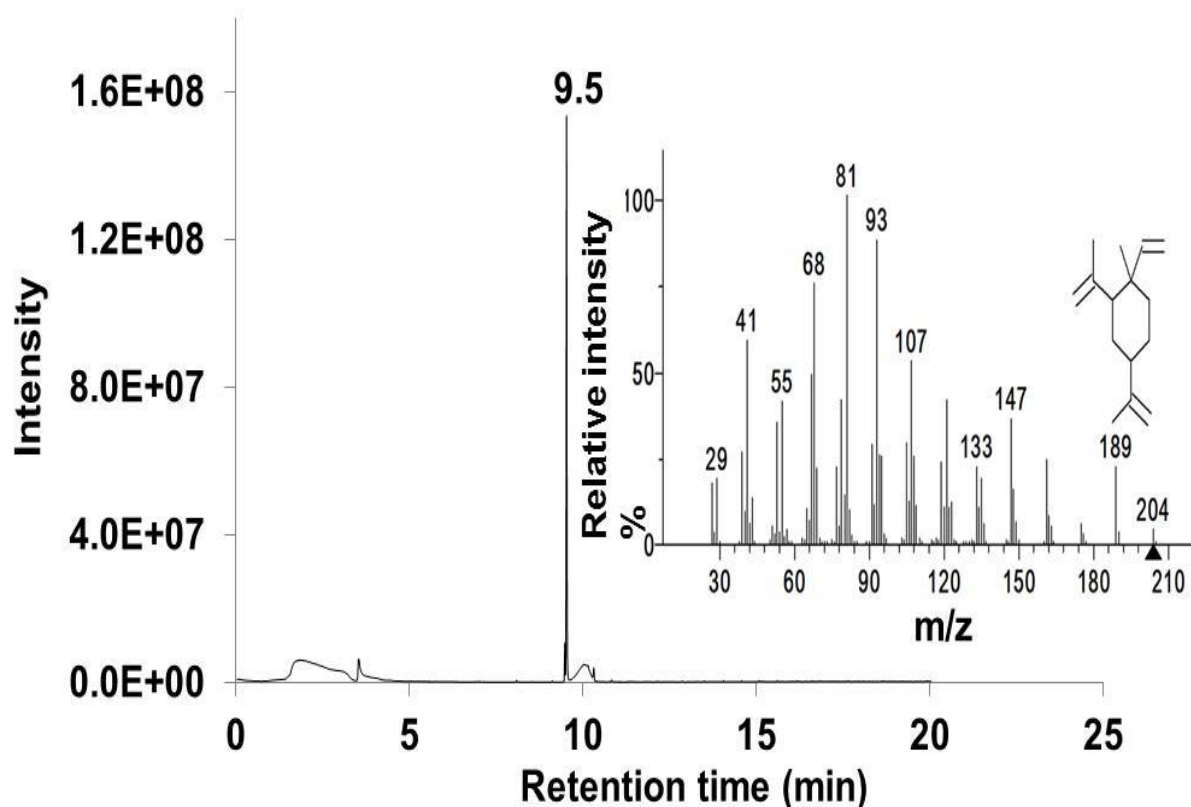 1.6E+08
1.2E+08
8.0E+07
4.0E+07
0.0E+00
Intensity
9.5
0 5 10 15 20 25
Retention time (min)
Relative intensity
%
100
50
0
29
41
55
68
81
93
107
133
147
189
204
30 60 90 120 150 180 210
m/z